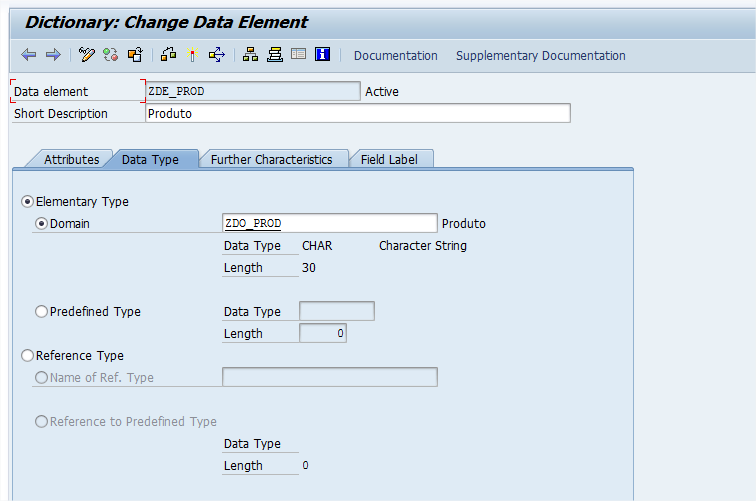 Dictionary: Change Data Element
Documentation Supplementary Documentation
Data element ZDE_PROD Active
Short Description Produto
Attributes Data Type Further Characteristics Field Label
Elementary Type
Domain ZDO_PROD Produto
Data Type CHAR Character String
Length 30
Predefined Type Data Type
Length 0
Reference Type
Name of Ref. Type
Reference to Predefined Type
Data Type
Length 0